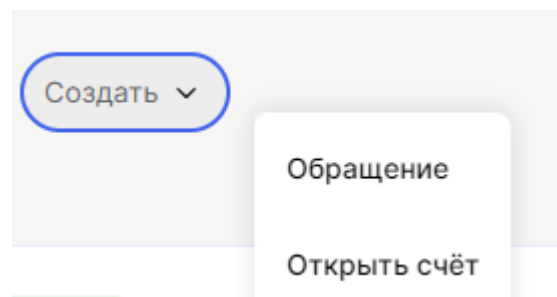 Создать
Обращение
Открыть счёт